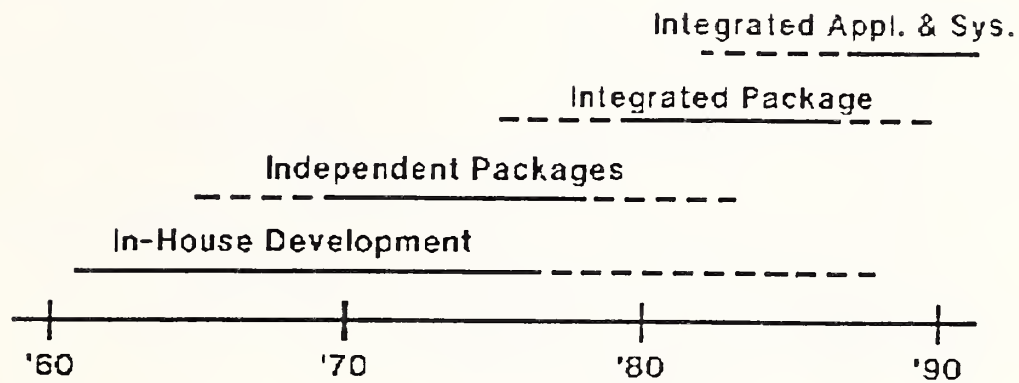 Integrated Appl. & Sys.
Integrated Package
Independent Packages
In-House Development
'60 '70 '80 '90